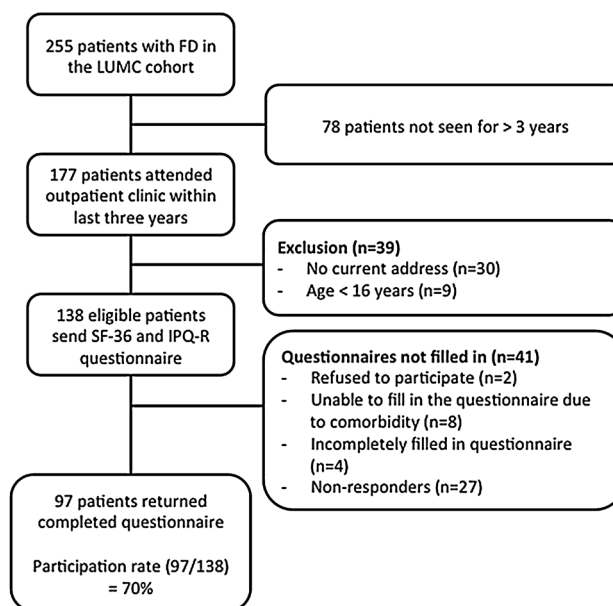 255 patients with FD in
the LUMC cohort
78 patients not seen for > 3 years
177 patients attended
outpatient clinic within
last three years
Exclusion (n=39)
- No current address (n=30)
- Age < 16 years (n=9)
138 eligible patients
send SF-36 and IPQ-R
questionnaire
Questionnaires not filled in (n=41)
- Refused to participate (n=2)
- Unable to fill in the questionnaire due
to comorbidity (n=8)
- Incompletely filled in questionnaire
(n=4)
- Non-responders (n=27)
97 patients returned
completed questionnaire
Participation rate (97/138)
= 70%